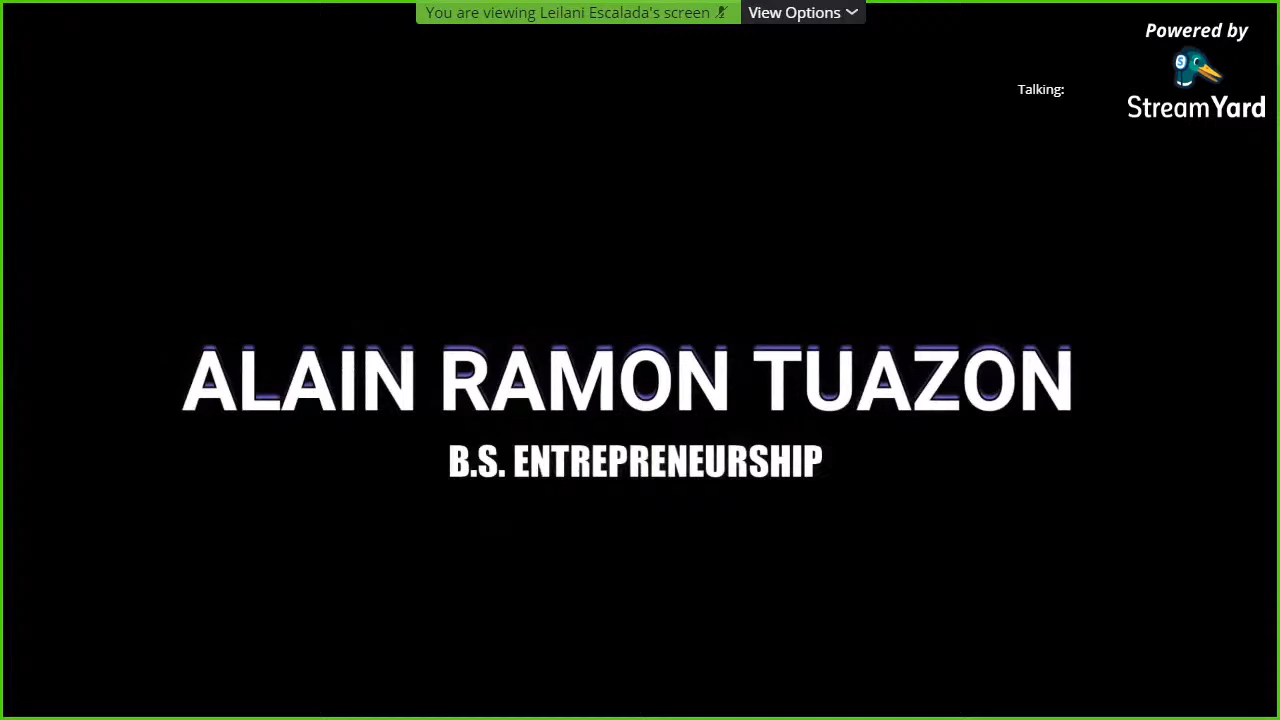 You are viewing Leilani Escalada's screen
View Options
Powered by
S
StreamYard
Talking:
ALAIN RAMON TUAZON
B.S. ENTREPRENEURSHIP